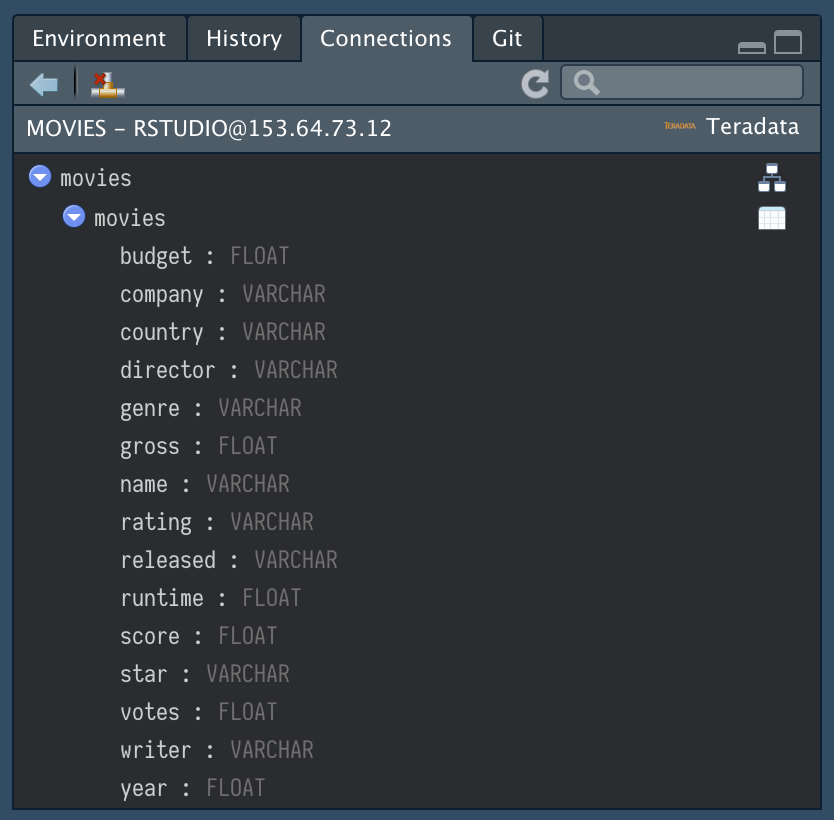 Environment History Connections Git
MOVIES – RSTUDIO@153.64.73.12 TERADATA Teradata
movies
movies
budget : FLOAT
company : VARCHAR
country : VARCHAR
director : VARCHAR
genre : VARCHAR
gross : FLOAT
name : VARCHAR
rating : VARCHAR
released : VARCHAR
runtime : FLOAT
score : FLOAT
star : VARCHAR
votes : FLOAT
writer : VARCHAR
year : FLOAT